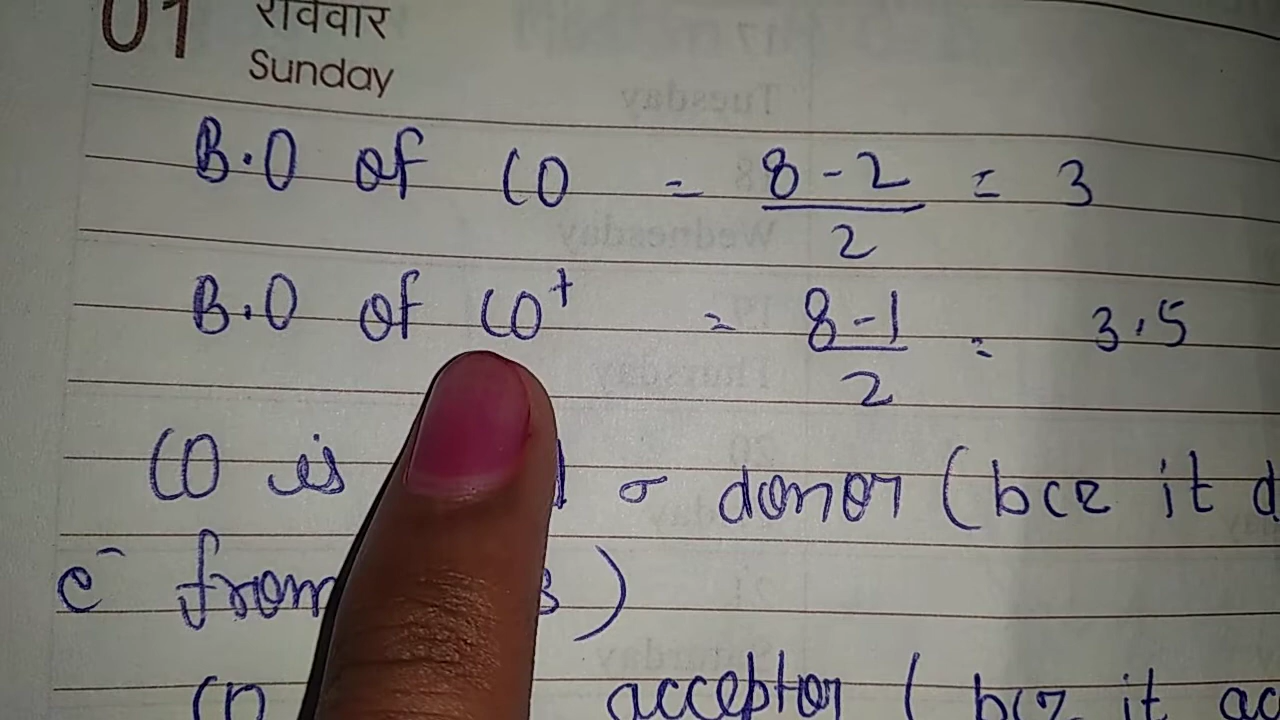 01 रविवार
Sunday
B.O of CO = 8-2/2 = 3
B.O of CO⁺ = 8-1/2 = 3.5
CO is σ donor (bcz it d
e⁻ from )
CO acceptor ( bcz it ac